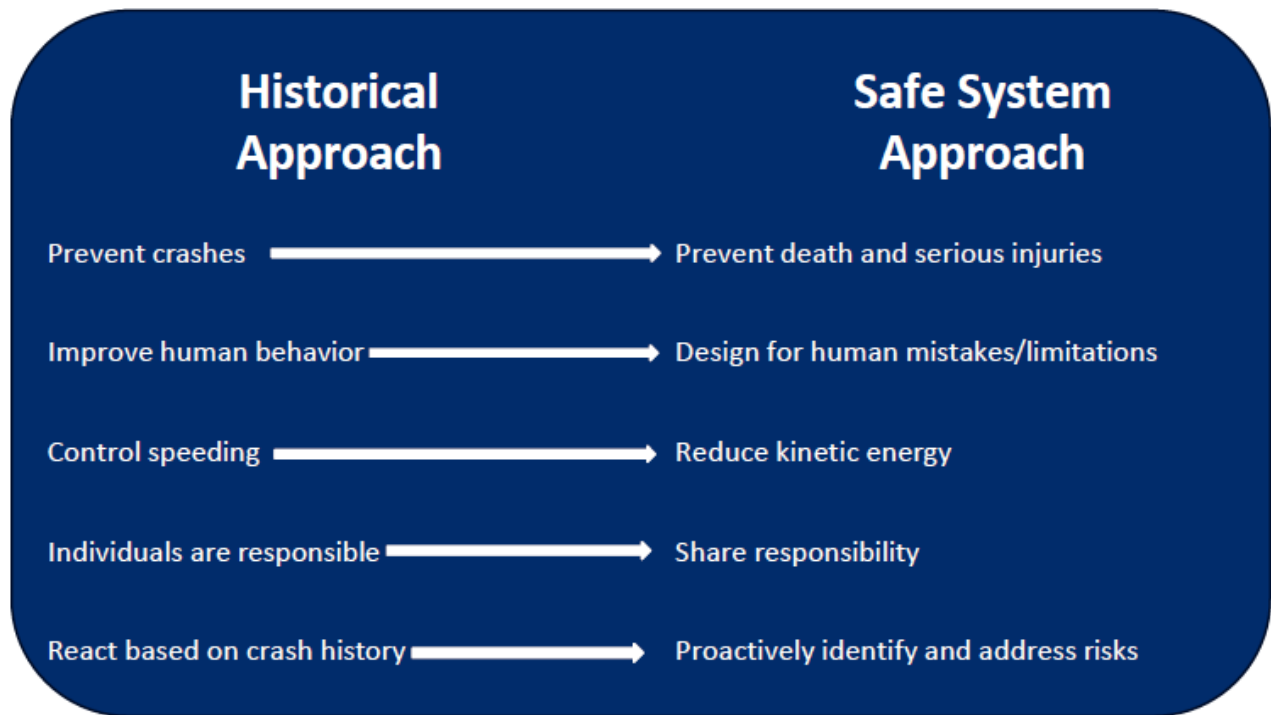 Historical
Approach
Safe System
Approach
Prevent crashes
Prevent death and serious injuries
Improve human behavior
Design for human mistakes/limitations
Control speeding
Reduce kinetic energy
Individuals are responsible
Share responsibility
React based on crash history
Proactively identify and address risks